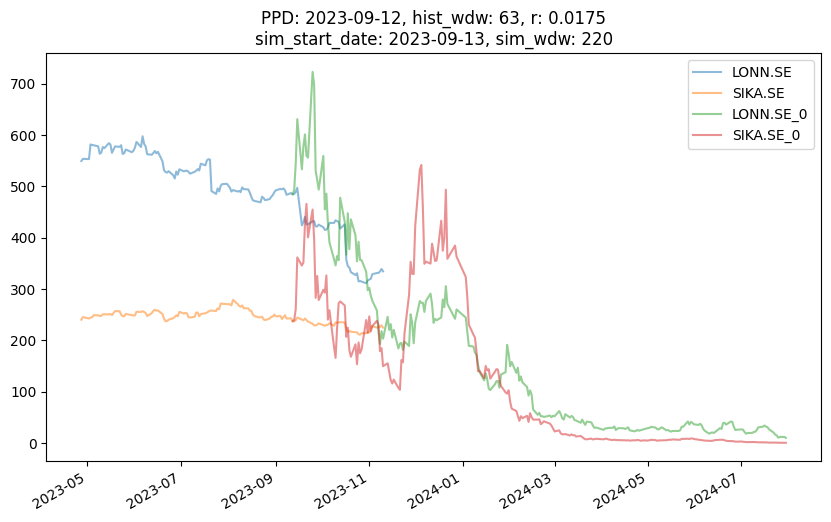 PPD: 2023-09-12, hist_wdw: 63, r: 0.0175
sim_start_date: 2023-09-13, sim_wdw: 220
LONN.SE
SIKA.SE
LONN.SE_0
SIKA.SE_0
700
600
500
400
300
200
100
0
2023-05
2023-07
2023-09
2023-11
2024-01
2024-03
2024-05
2024-07